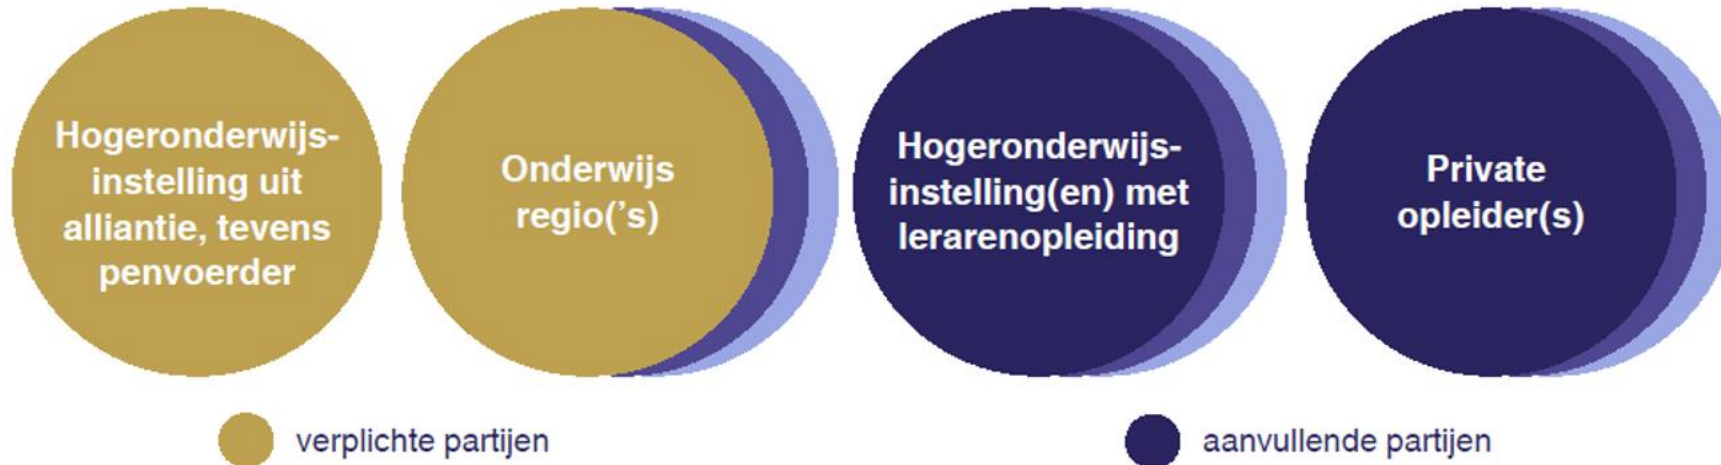 Hogeronderwijs-
instelling uit
alliantie, tevens
penvoerder
Onderwijs
regio('s)
Hogeronderwijs-
instelling(en) met
lerarenopleiding
Private
opleider(s)
verplichte partijen
aanvullende partijen